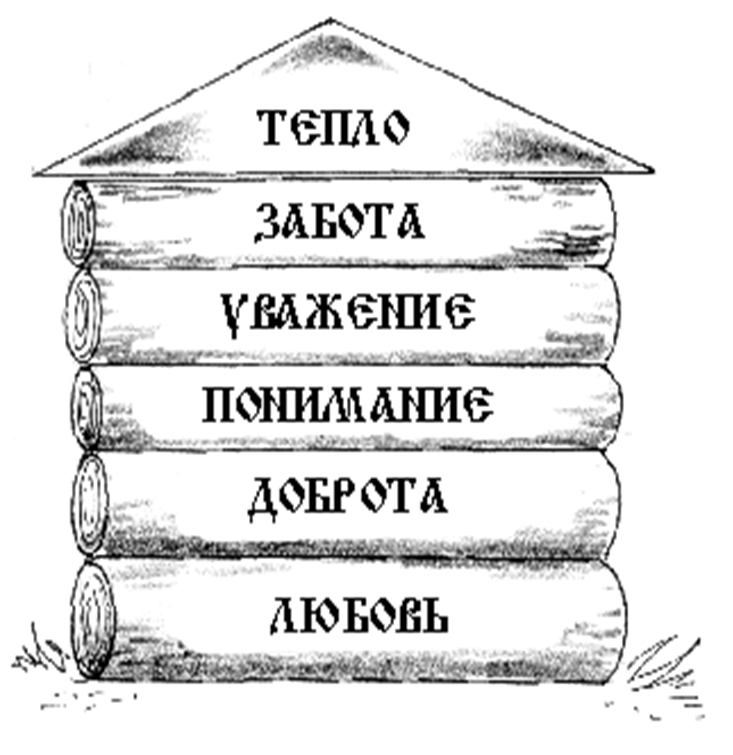 ТЕПЛО
ЗАБОТА
УВАЖЕНИЕ
ПОНИМАНИЕ
ДОБРОТА
ЛЮБОВЬ